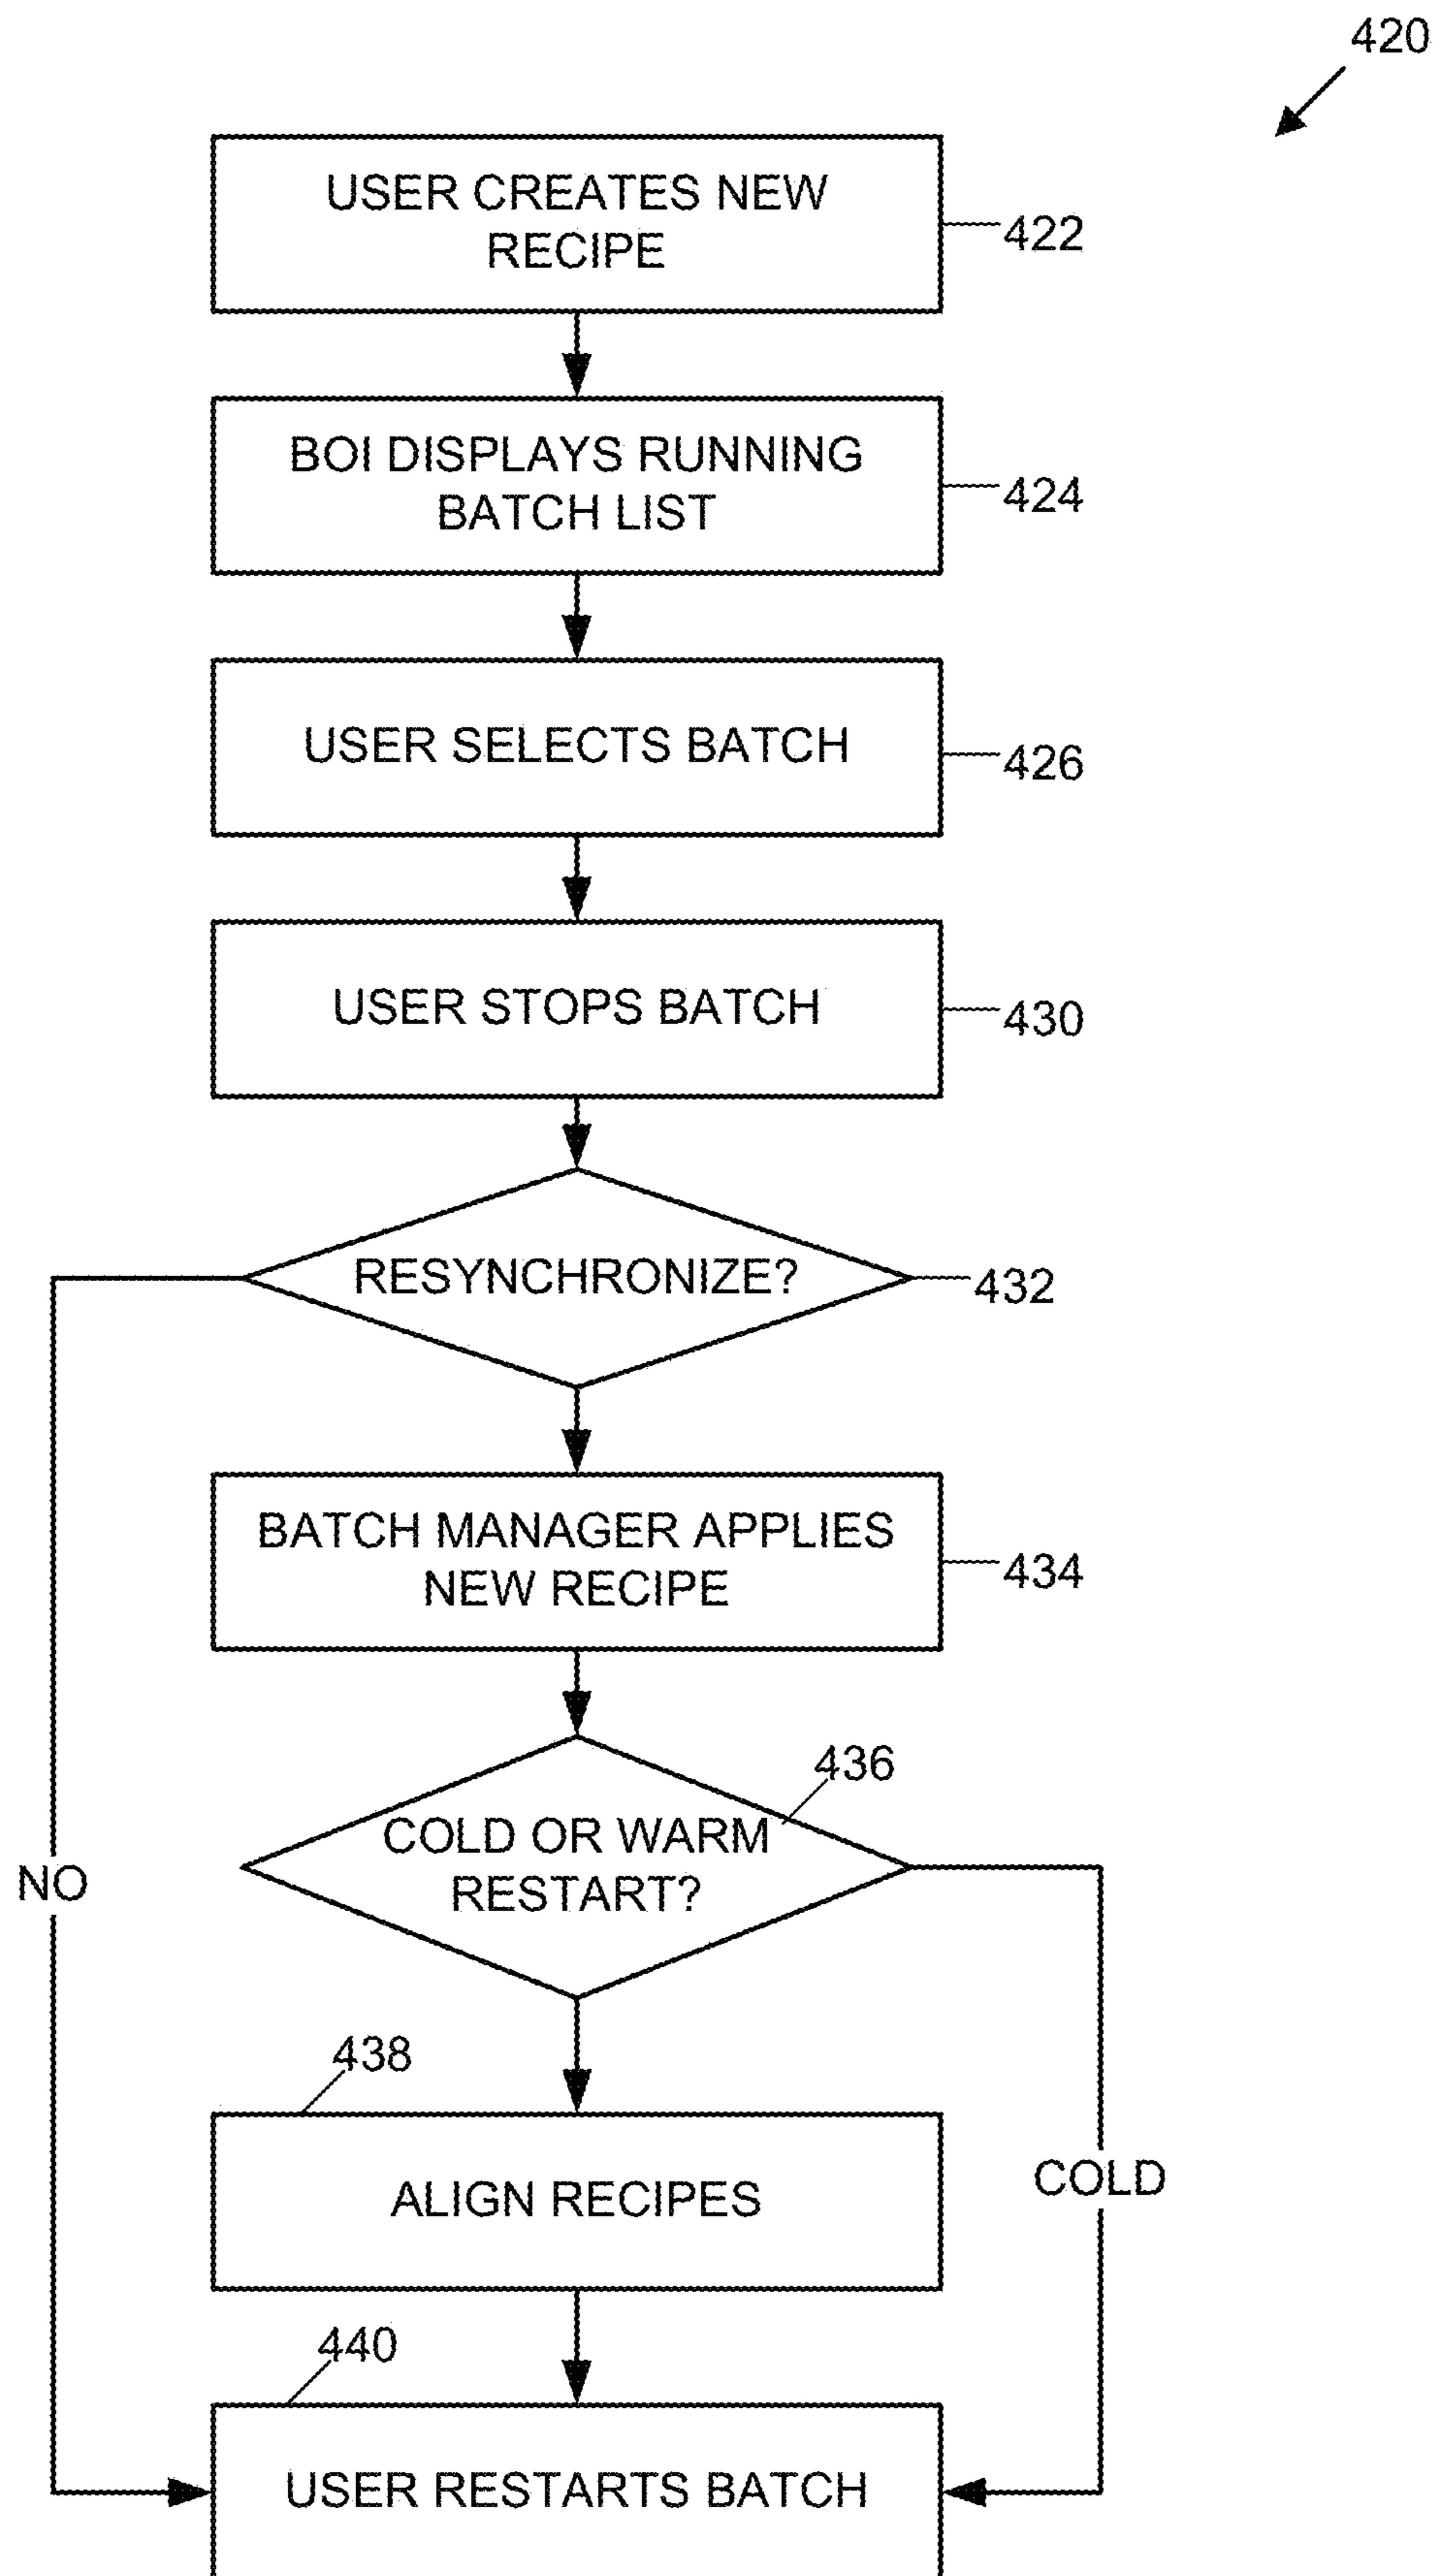 420
USER CREATES NEW
RECIPE
422
BOI DISPLAYS RUNNING
BATCH LIST
424
USER SELECTS BATCH
426
USER STOPS BATCH
430
RESYNCHRONIZE?
432
BATCH MANAGER APPLIES
NEW RECIPE
434
436
COLD OR WARM
RESTART?
NO
438
ALIGN RECIPES
COLD
440
USER RESTARTS BATCH